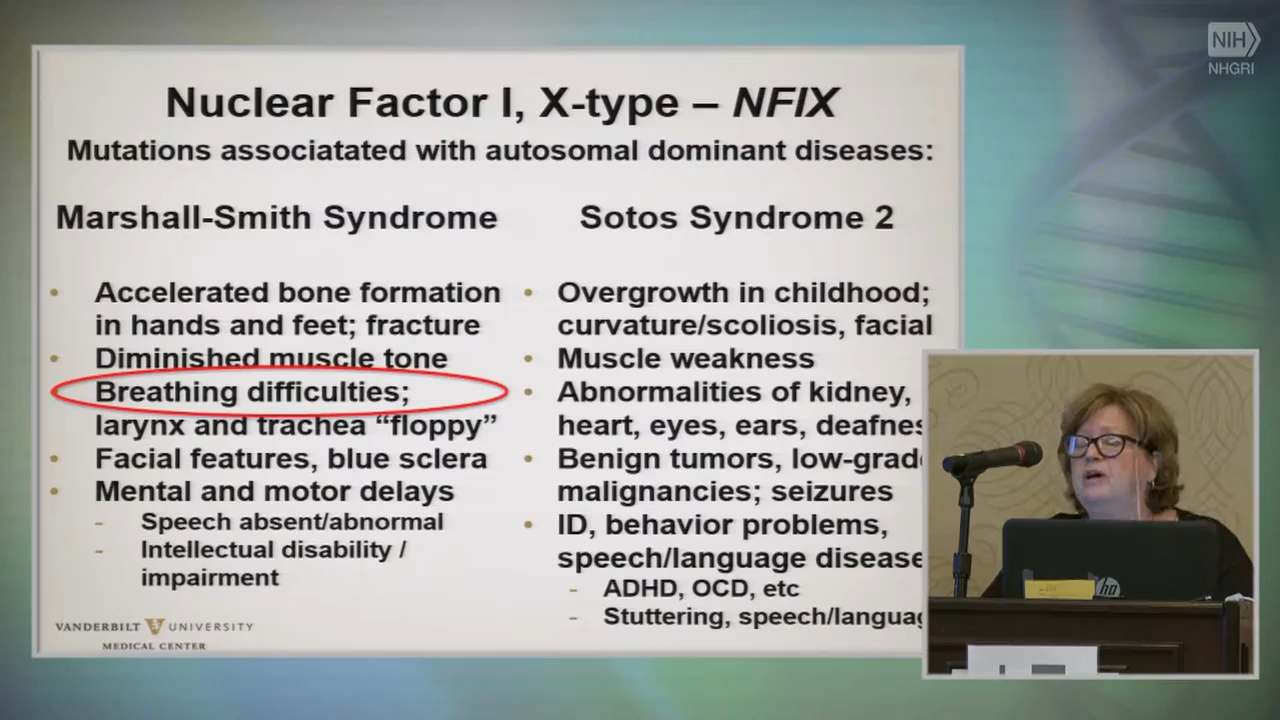 NIH
NHGRI
Nuclear Factor I, X-type – NFIX
Mutations associatated with autosomal dominant diseases:
Marshall-Smith Syndrome
• Accelerated bone formation
in hands and feet; fracture
• Diminished muscle tone
Breathing difficulties;
larynx and trachea “floppy”
• Facial features, blue sclera
• Mental and motor delays
- Speech absent/abnormal
- Intellectual disability /
impairment
Sotos Syndrome 2
• Overgrowth in childhood;
curvature/scoliosis, facial
• Muscle weakness
• Abnormalities of kidney,
heart, eyes, ears, deafnes
• Benign tumors, low-grad
malignancies; seizures
• ID, behavior problems,
speech/language disease
- ADHD, OCD, etc
- Stuttering, speech/languag
VANDERBILT V UNIVERSITY
MEDICAL CENTER
hp